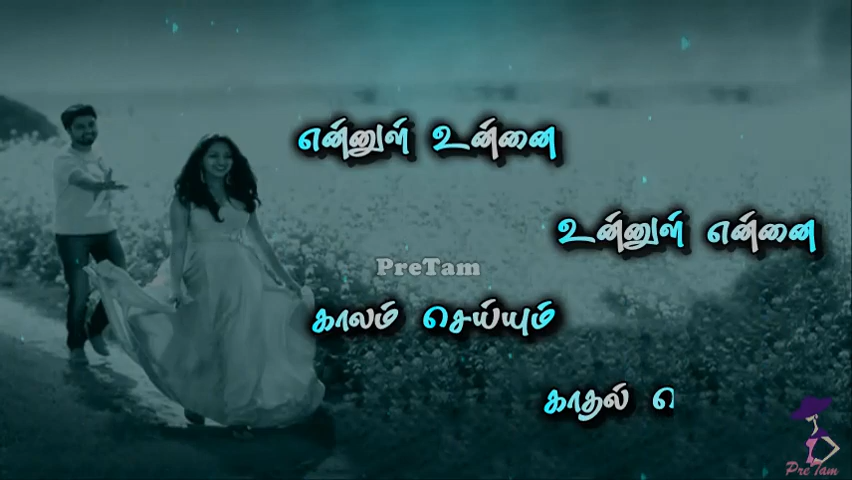 என்னுள் உன்னை
உன்னுள் என்னை
PreTam
காலம் செய்யும்
காதல்
Pre Tam